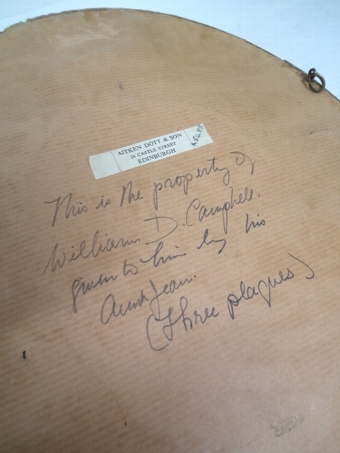 AITKEN DOTT & SON
26 CASTLE STREET
EDINBURGH
This is the property of
William. D. Campbell.
given to him by his
Aunt Jean.
(three plaques)